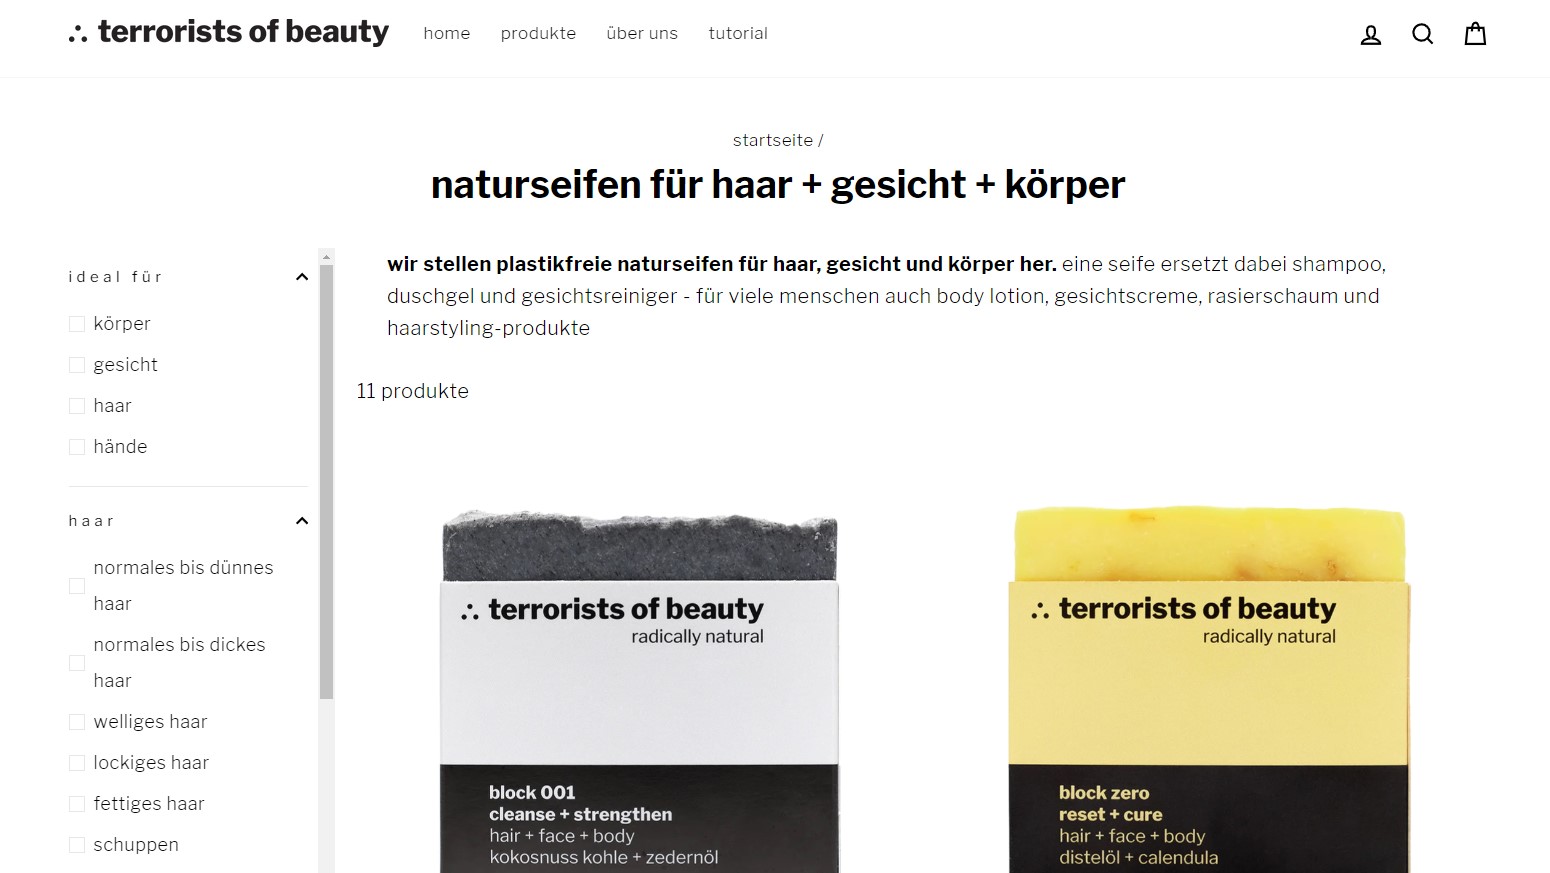 terrorists of beauty
home produkte über uns tutorial
startseite /
naturseifen für haar + gesicht + körper
ideal für
körper
gesicht
haar
hände
haar
normales bis dünnes
haar
normales bis dickes
haar
welliges haar
lockiges haar
fettiges haar
schuppen
wir stellen plastikfreie naturseifen für haar, gesicht und körper her. eine seife ersetzt dabei shampoo,
duschgel und gesichtsreiniger - für viele menschen auch body lotion, gesichtscreme, rasierschaum und
haarstyling-produkte
11 produkte
terrorists of beauty
radically natural
block 001
cleanse + strengthen
hair + face + body
kokosnuss kohle + zedernöl
terrorists of beauty
radically natural
block zero
reset + cure
hair + face + body
distelöl + calendula